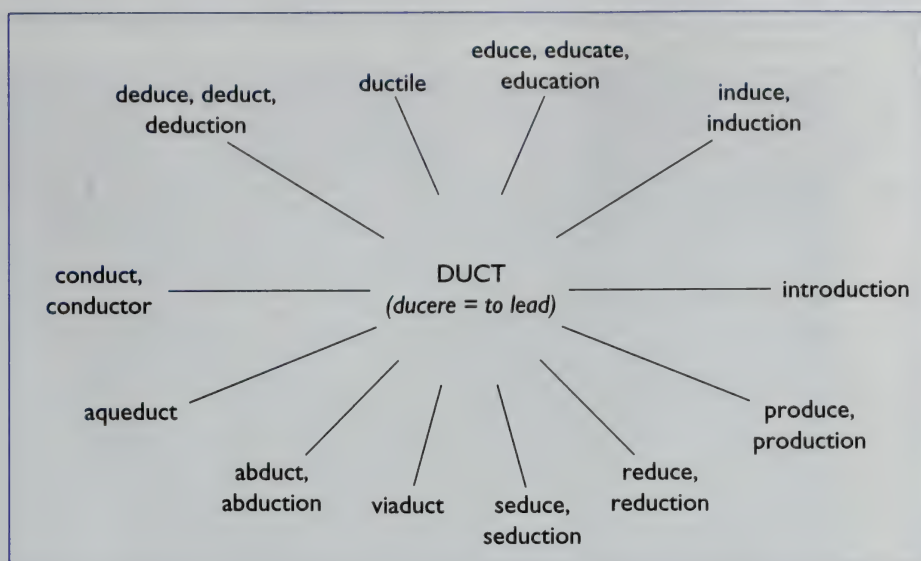 deduce, deduct,
deduction
ductile
educe, educate,
education
induce,
induction
conduct,
conductor
DUCT
(ducere = to lead)
introduction
aqueduct
abduct,
abduction
viaduct
seduce,
seduction
reduce,
reduction
produce,
production